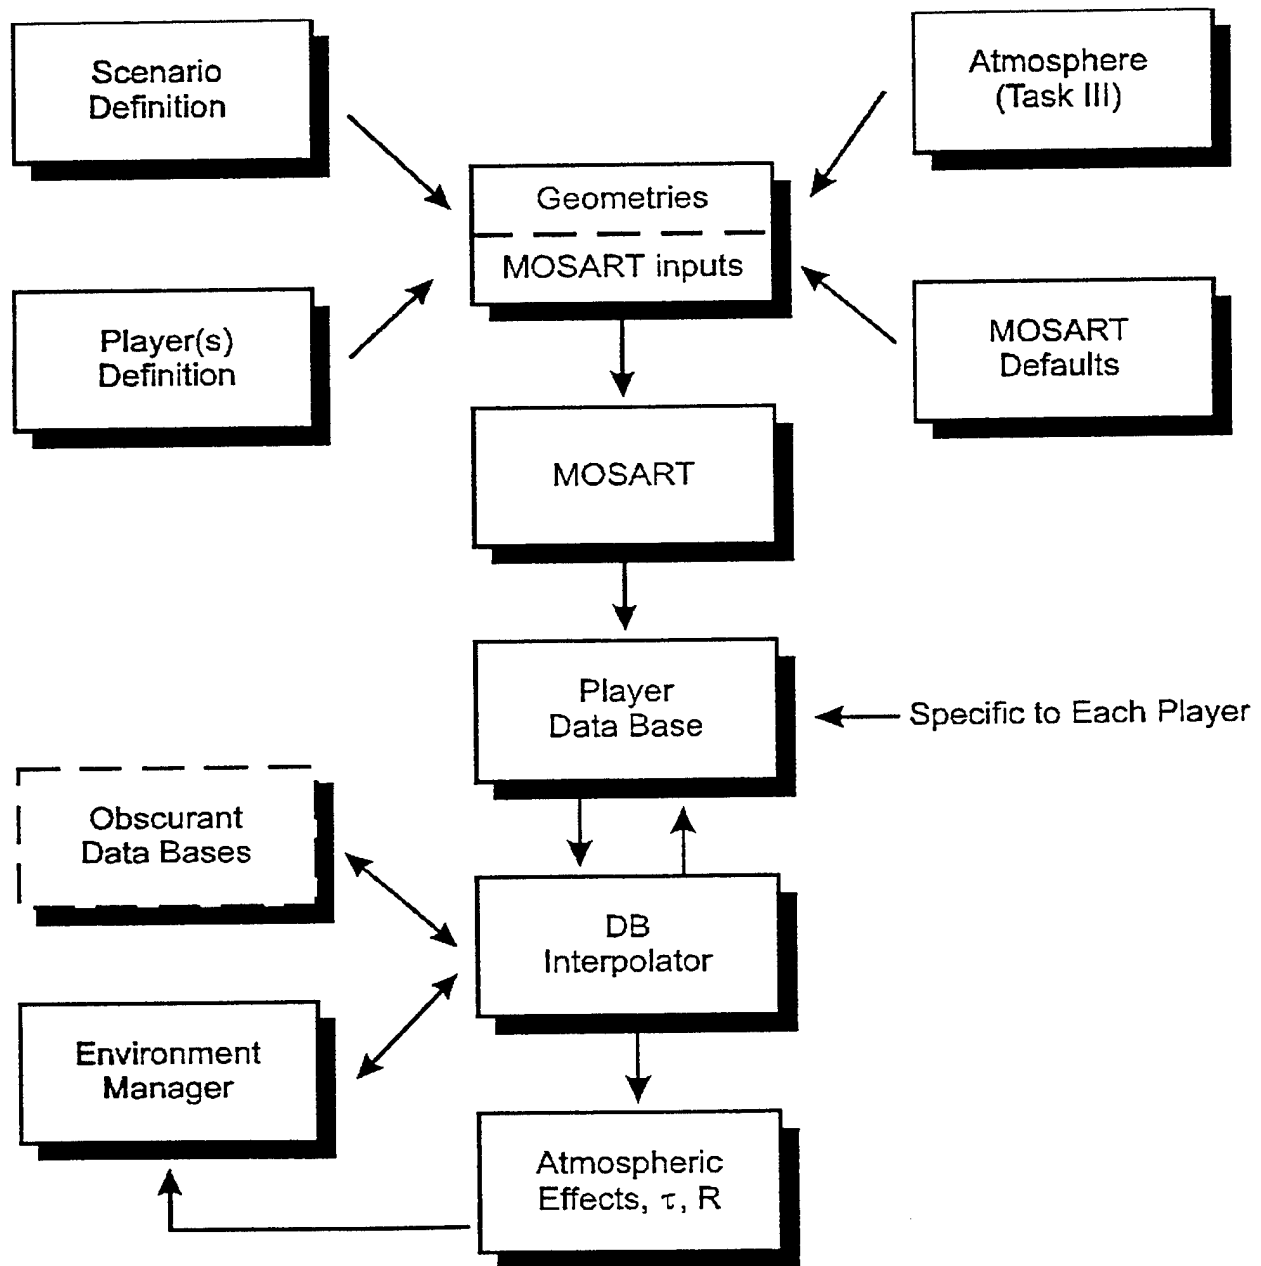 Scenario
Definition
Atmosphere
(Task III)
Geometries
MOSART inputs
Player(s)
Definition
MOSART
Defaults
MOSART
Player
Data Base
Specific to Each Player
Obscurant
Data Bases
DB
Interpolator
Environment
Manager
Atmospheric
Effects, τ, R